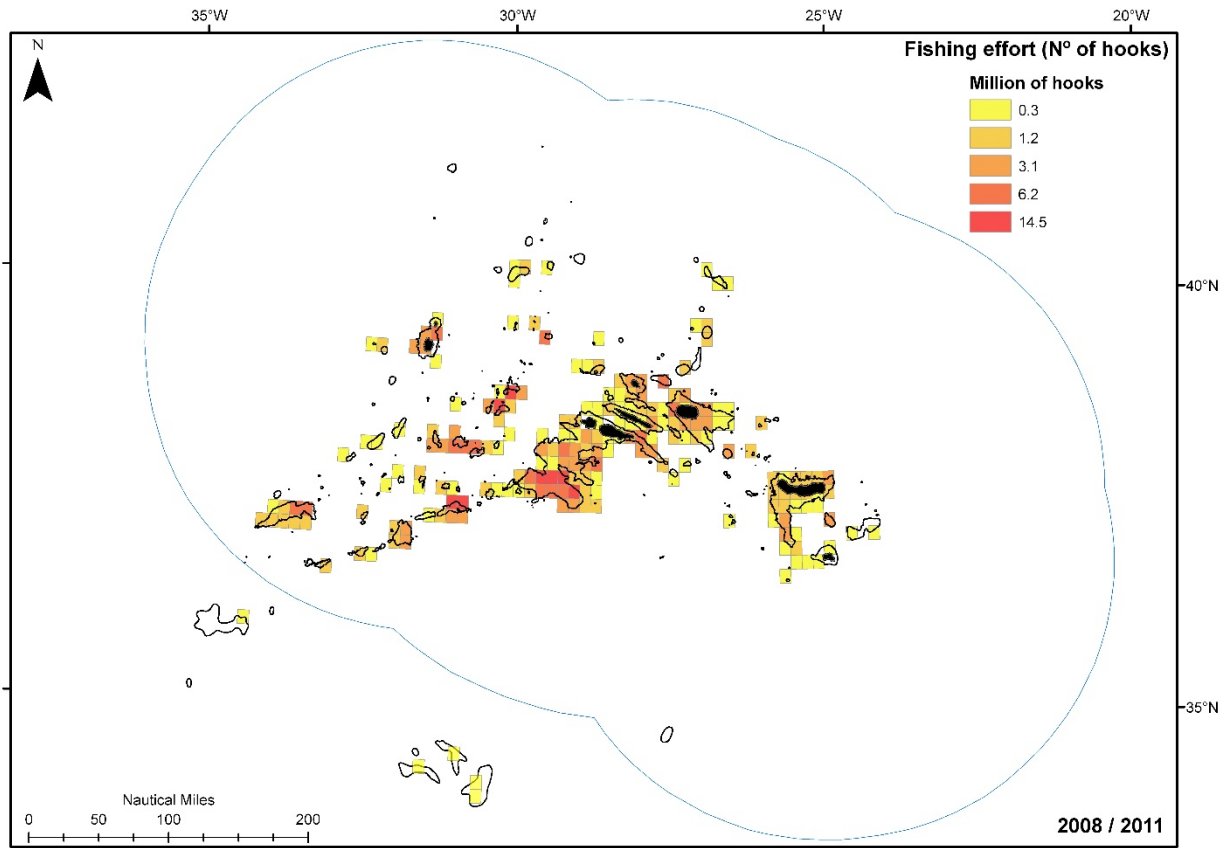 35°W 30°W 25°W 20°W
N
Fishing effort (Nº of hooks)
Million of hooks
0.3
1.2
3.1
6.2
14.5
40°N
35°N
Nautical Miles
0 50 100 200
2008 / 2011